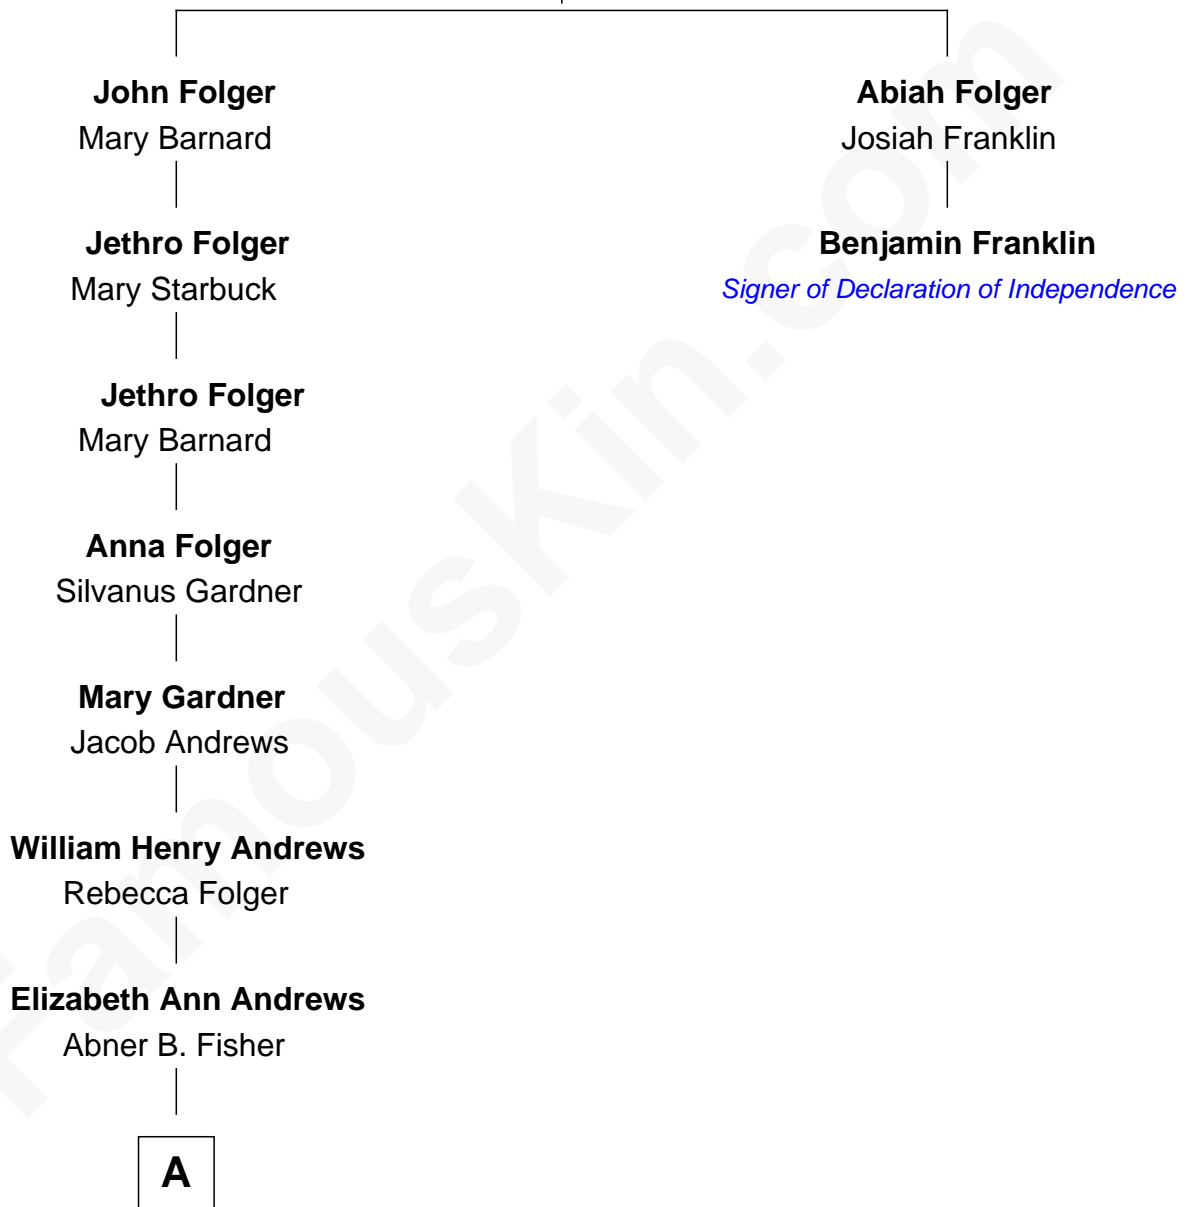 John Folger
Mary Barnard
Abiah Folger
Josiah Franklin
Jethro Folger
Mary Starbuck
Benjamin Franklin
Signer of Declaration of Independence
Jethro Folger
Mary Barnard
Anna Folger
Silvanus Gardner
Mary Gardner
Jacob Andrews
William Henry Andrews
Rebecca Folger
Elizabeth Ann Andrews
Abner B. Fisher
A
FamousKin.com